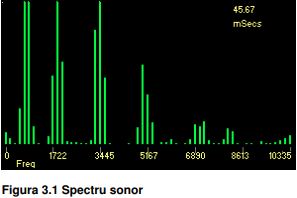 45.67
mSecs
0 1722 3445 5167 6890 8613 10335
Freq
Figura 3.1 Spectru sonor